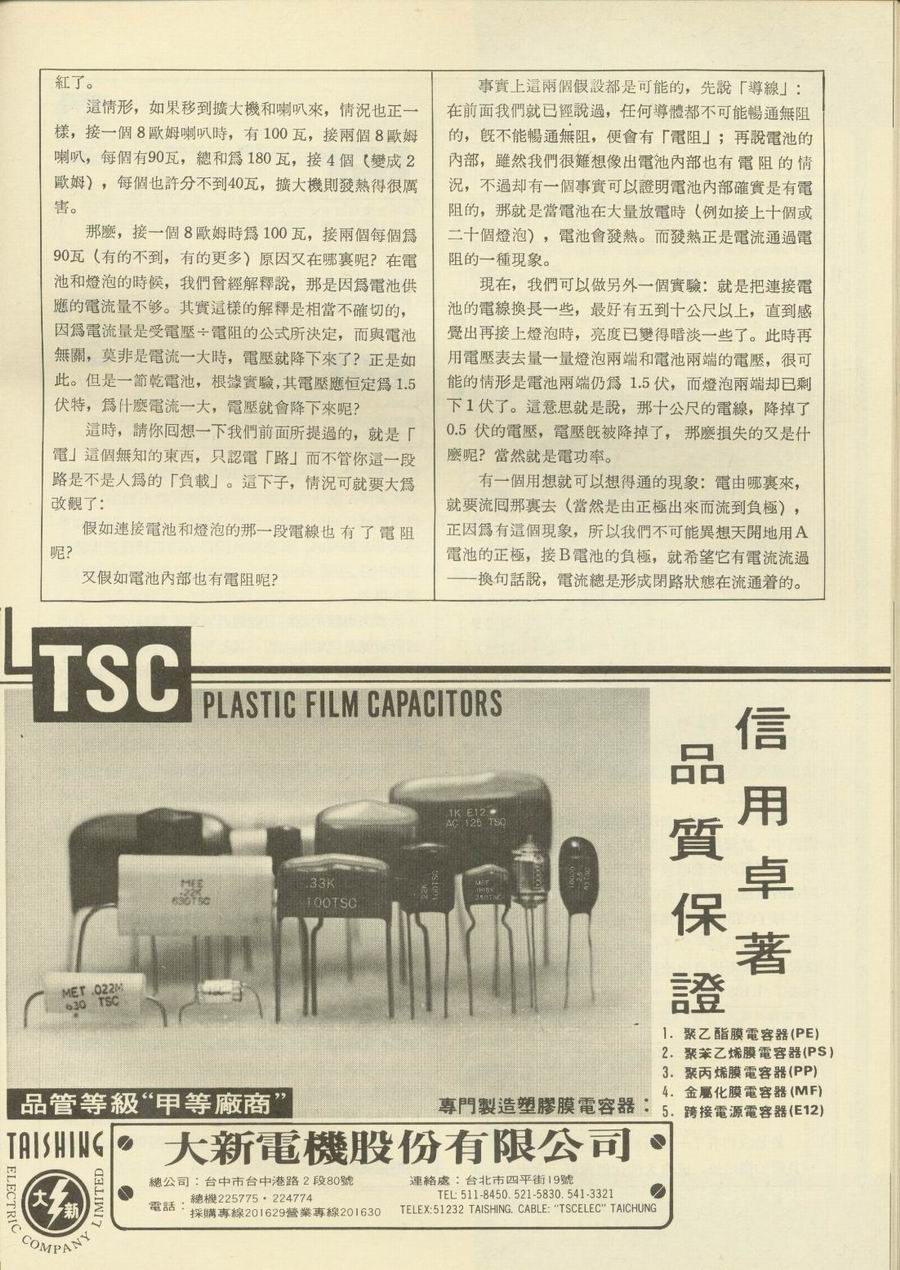 紅了。
這情形，如果移到擴大機和喇叭來，情況也正一
樣，接一個8歐姆喇叭時，有100瓦，接兩個8歐姆
喇叭，每個有90瓦，總和爲180瓦，接4個（變成2
歐姆），每個也許分不到40瓦，擴大機則發熱得很厲
害。
那麽，接一個8歐姆時爲100瓦，接兩個每個爲
90瓦（有的不到，有的更多）原因又在哪裏呢？在電
池和燈泡的時候，我們曾經解釋說，那是因爲電池供
應的電流量不够。其實這樣的解釋是相當不確切的，
因爲電流量是受電壓÷電阻的公式所決定，而與電池
無關，莫非是電流一大時，電壓就降下來了？正是如
此。但是一節乾電池，根據實驗，其電壓應恒定爲1.5
伏特，爲什麽電流一大，電壓就會降下來呢？
這時，請你回想一下我們前面所提過的，就是「
電」這個無知的東西，只認電「路」而不管你這一段
路是不是人爲的「負載」。這下子，情況可就要大爲
改觀了：
假如連接電池和燈泡的那一段電線也有了電阻
呢？
又假如電池內部也有電阻呢？
事實上這兩個假設都是可能的，先說「導線」：
在前面我們就已經說過，任何導體都不可能暢通無阻
的，旣不能暢通無阻，便會有「電阻」；再說電池的
內部，雖然我們很難想像出電池內部也有電阻的情
況，不過却有一個事實可以證明電池內部確實是有電
阻的，那就是當電池在大量放電時（例如接上十個或
二十個燈泡），電池會發熱。而發熱正是電流通過電
阻的一種現象。
現在，我們可以做另外一個實驗：就是把連接電
池的電線換長一些，最好有五到十公尺以上，直到感
覺出再接上燈泡時，亮度已變得暗淡一些了。此時再
用電壓表去量一量燈泡兩端和電池兩端的電壓，很可
能的情形是電池兩端仍爲1.5伏，而燈泡兩端却已剩
下1伏了。這意思就是說，那十公尺的電線，降掉了
0.5伏的電壓，電壓旣被降掉了，那麽損失的又是什
麽呢？當然就是電功率。
有一個用想就可以想得通的現象：電由哪裏來，
就要流囘那裏去（當然是由正極出來而流到負極），
正因爲有這個現象，所以我們不可能異想天開地用A
電池的正極，接B電池的負極，就希望它有電流流過
——換句話說，電流總是形成閉路狀態在流通着的。
TSC
PLASTIC FILM CAPACITORS
信用卓著
品質保證
1K E12
AC 125 TSC
MEE
.22K
630TSC
.33K
100TSC
MET .022M
630 TSC
1. 聚乙酯膜電容器(PE)
2. 聚苯乙烯膜電容器(PS)
3. 聚丙烯膜電容器(PP)
4. 金屬化膜電容器(MF)
5. 跨接電源電容器(E12)
品管等級“甲等廠商”
專門製造塑膠膜電容器：
TAISHING
ELECTRIC COMPANY LIMITED
大新
大新電機股份有限公司
總公司：台中市台中港路2段80號
電話：總機225775・224774
採購專線201629營業專線201630
連絡處：台北市四平街19號
TEL: 511-8450. 521-5830. 541-3321
TELEX:51232 TAISHING. CABLE: "TSCELEC" TAICHUNG